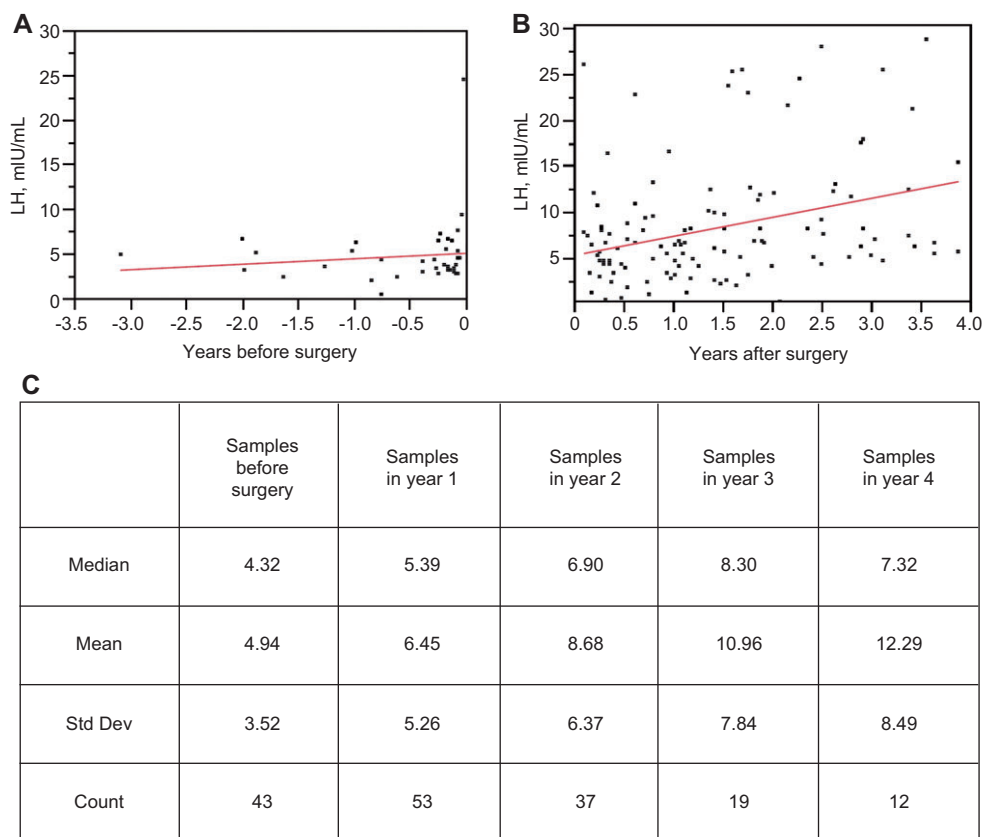 A
30
25
20
15
10
5
0
LH, mIU/mL
-3.5 -3.0 -2.5 -2.0 -1.5 -1.0 -0.5 0
Years before surgery
B
30
25
20
15
10
5
LH, mIU/mL
0 0.5 1.0 1.5 2.0 2.5 3.0 3.5 4.0
Years after surgery
C
Samples
before
surgery
Samples
in year 1
Samples
in year 2
Samples
in year 3
Samples
in year 4
Median 4.32 5.39 6.90 8.30 7.32
Mean 4.94 6.45 8.68 10.96 12.29
Std Dev 3.52 5.26 6.37 7.84 8.49
Count 43 53 37 19 12